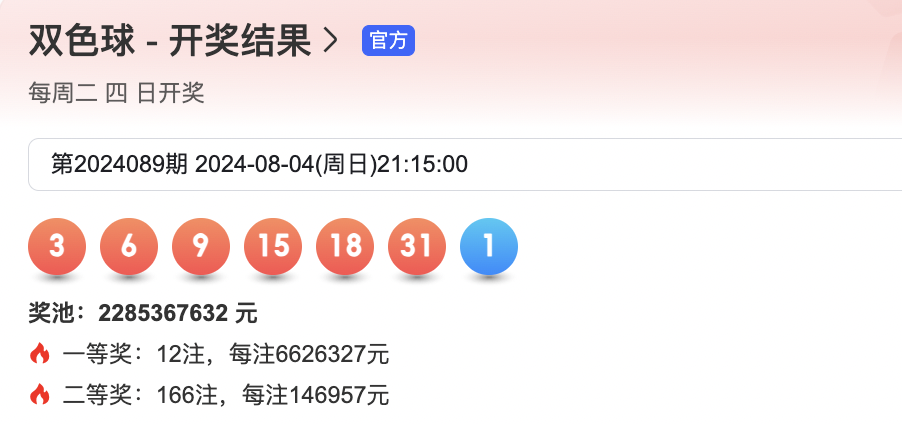 双色球 - 开奖结果 >
官方
每周二 四 日开奖
第2024089期 2024-08-04(周日)21:15:00
3 6 9 15 18 31 1
奖池：2285367632 元
一等奖：12注，每注6626327元
二等奖：166注，每注146957元